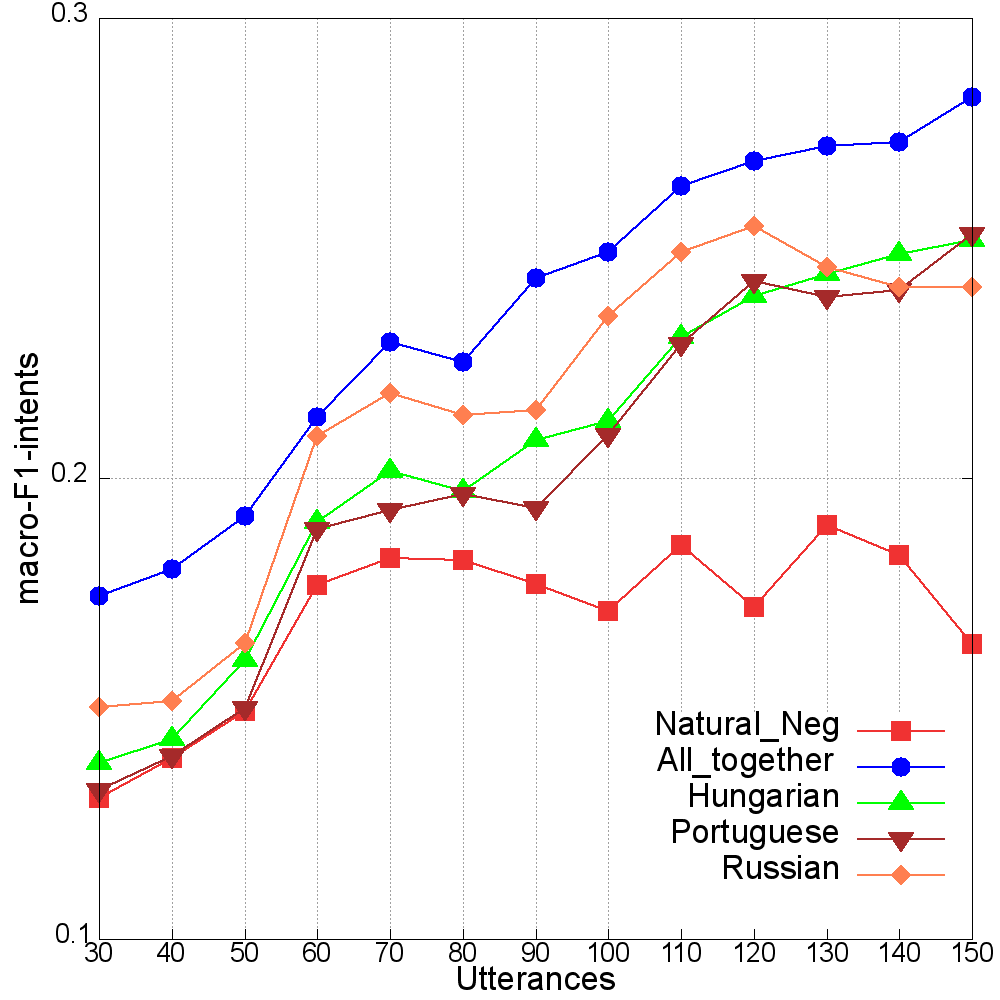 0.3
0.2
0.1
macro-F1-intents
Natural_Neg
All_together
Hungarian
Portuguese
Russian
30 40 50 60 70 80 90 100 110 120 130 140 150
Utterances